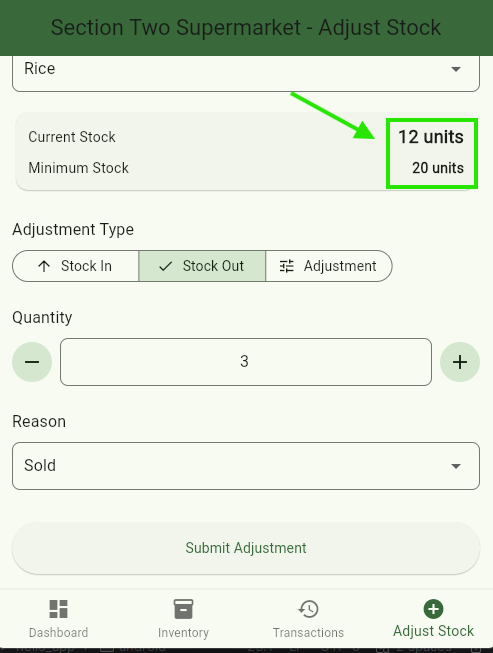 Section Two Supermarket - Adjust Stock
Rice
Current Stock 12 units
Minimum Stock 20 units
Adjustment Type
Stock In Stock Out Adjustment
Quantity
3
Reason
Sold
Submit Adjustment
Dashboard Inventory Transactions Adjust Stock